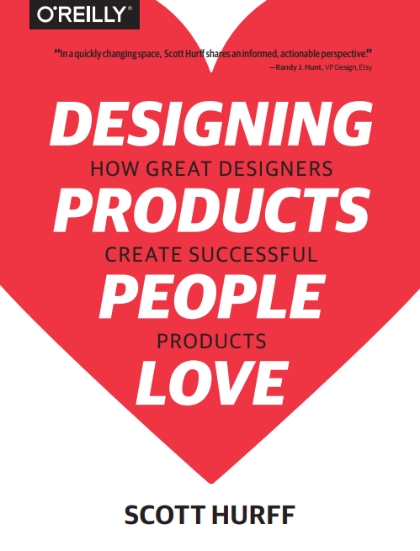 O'REILLY®
"In a quickly changing space, Scott Hurff shares an informed, actionable perspective."
—Randy J. Hunt, VP Design, Etsy
DESIGNING
HOW GREAT DESIGNERS
PRODUCTS
CREATE SUCCESSFUL
PEOPLE
PRODUCTS
LOVE
SCOTT HURFF